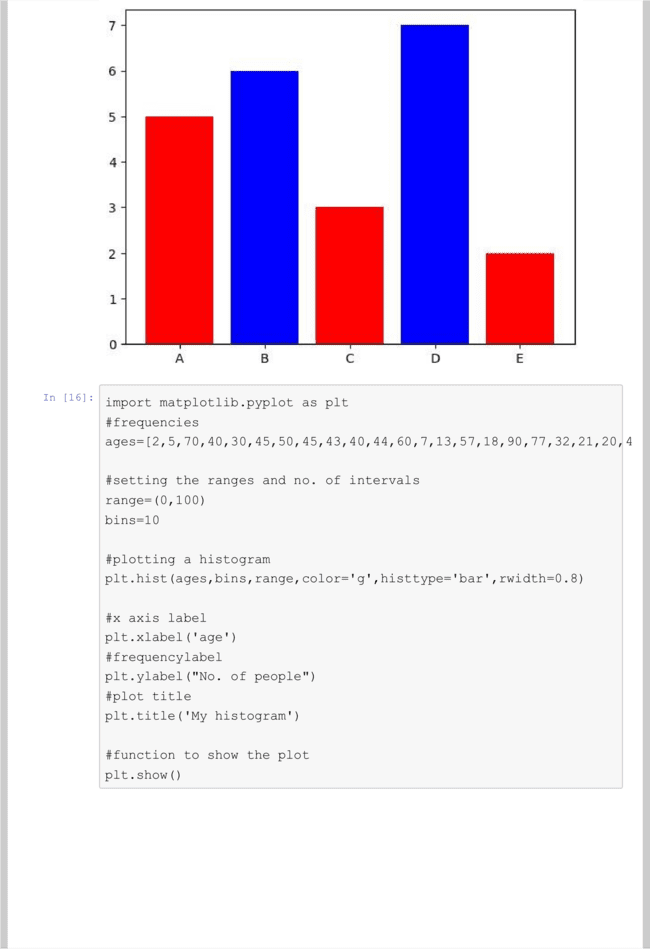 7
6
5
4
3
2
1
0
A B C D E
In [16]:
import matplotlib.pyplot as plt
#frequencies
ages=[2,5,70,40,30,45,50,45,43,40,44,60,7,13,57,18,90,77,32,21,20,4
#setting the ranges and no. of intervals
range=(0,100)
bins=10
#plotting a histogram
plt.hist(ages,bins,range,color='g',histtype='bar',rwidth=0.8)
#x axis label
plt.xlabel('age')
#frequencylabel
plt.ylabel("No. of people")
#plot title
plt.title('My histogram')
#function to show the plot
plt.show()